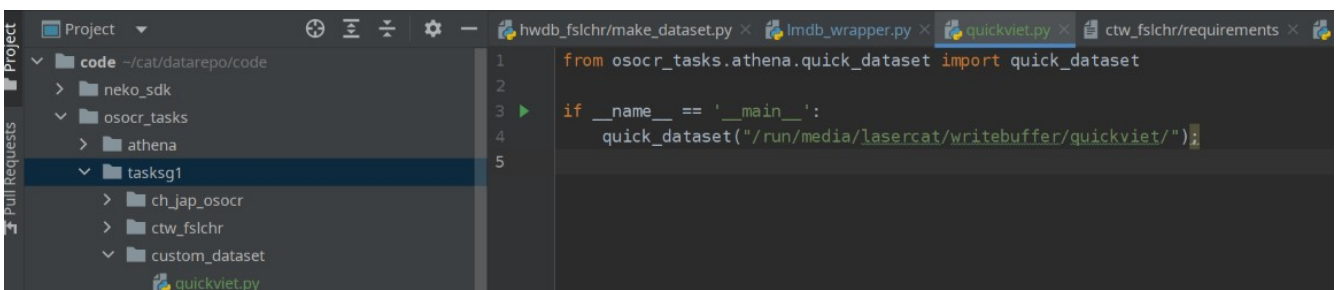 Project
hwdb_fslchr/make_dataset.py lmdb_wrapper.py quickviet.py ctw_fslchr/requirements
Project
code ~/cat/datarepo/code
neko_sdk
osocr_tasks
athena
tasksg1
ch_jap_osocr
ctw_fslchr
custom_dataset
quickviet.py
Pull Requests
1 from osocr_tasks.athena.quick_dataset import quick_dataset
2
3 if __name__ == '__main__':
4 quick_dataset("/run/media/lasercat/writebuffer/quickviet/");
5